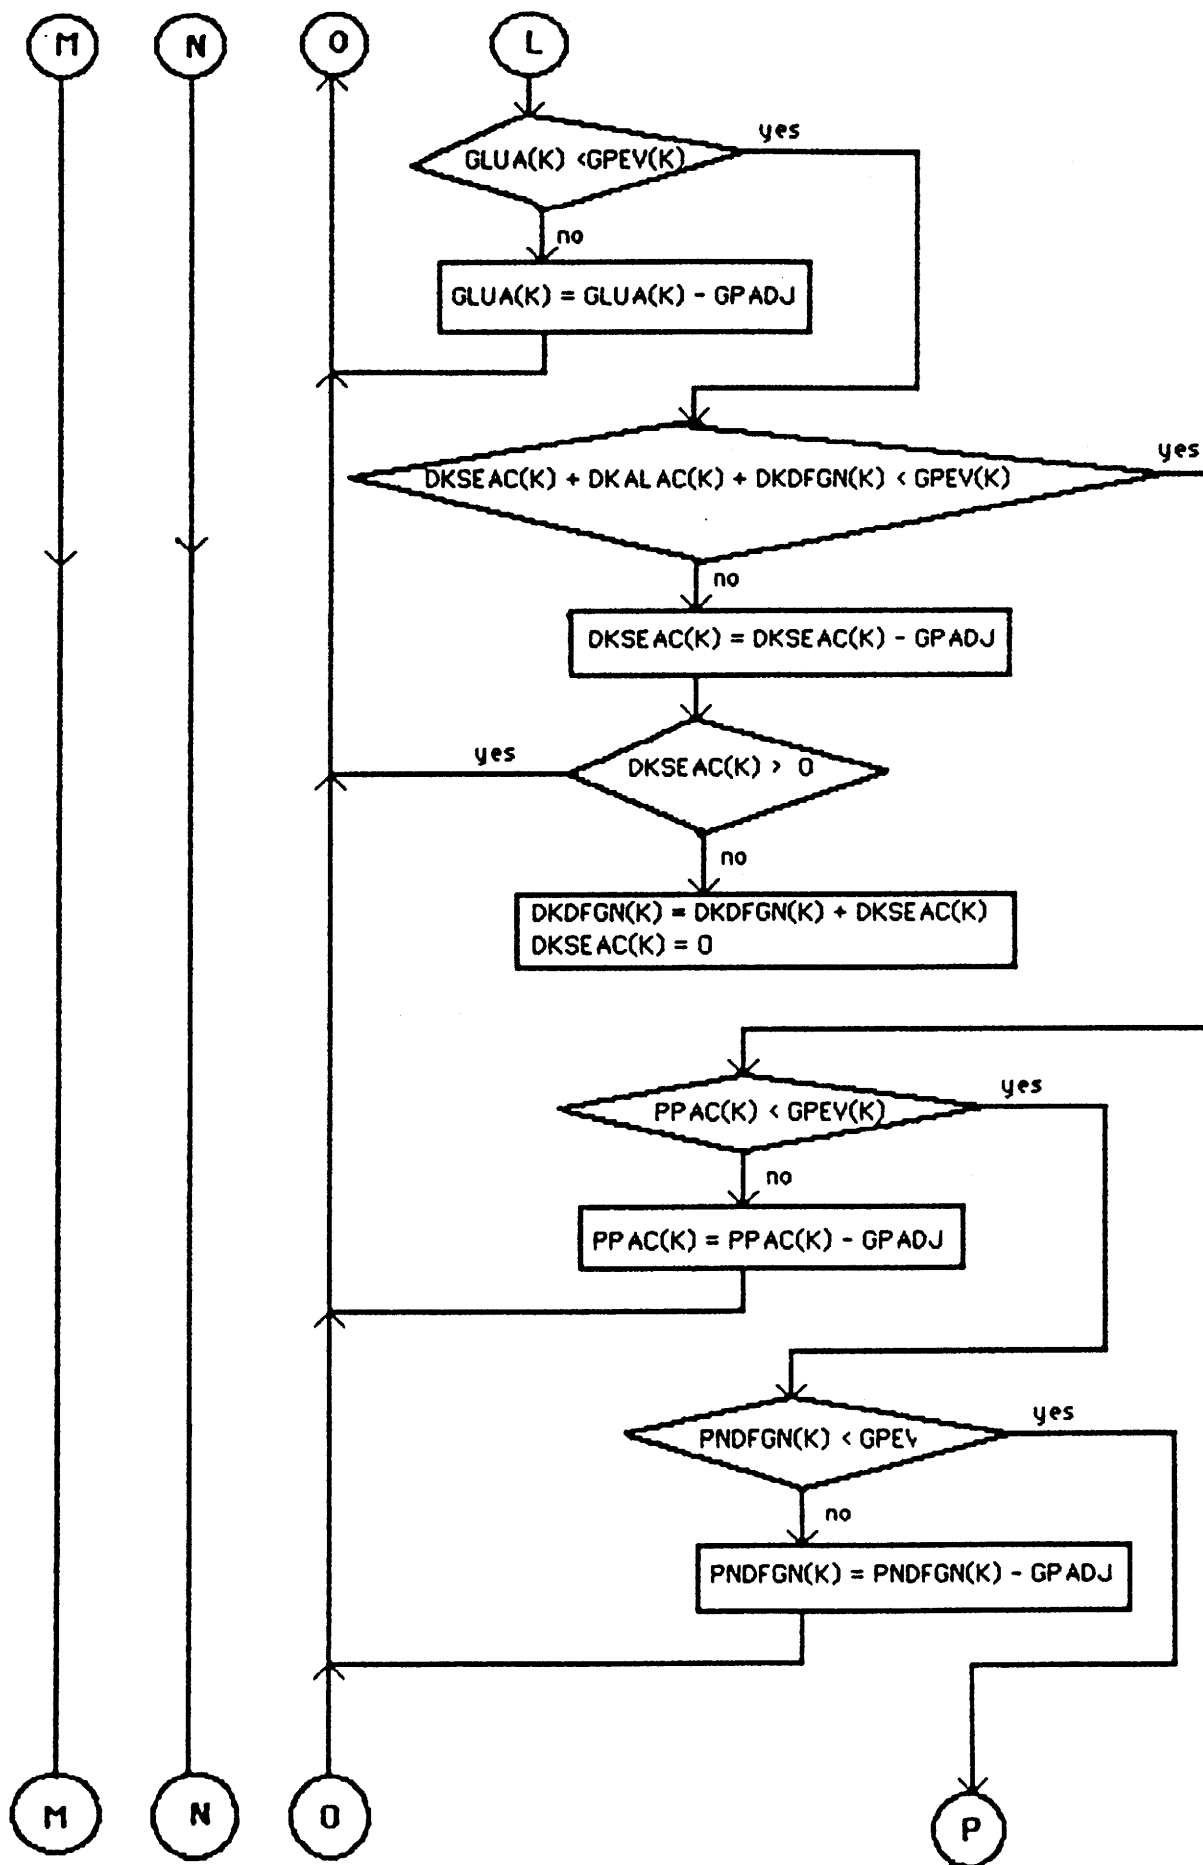 M N O L
yes
GLUA(K) <GPEV(K)
no
GLUA(K) = GLUA(K) - GPADJ
yes
DKSEAC(K) + DKALAC(K) + DKDFGN(K) < GPEV(K)
no
DKSEAC(K) = DKSEAC(K) - GPADJ
yes
DKSEAC(K) > 0
no
DKDFGN(K) = DKDFGN(K) + DKSEAC(K)
DKSEAC(K) = 0
yes
PPAC(K) < GPEV(K)
no
PPAC(K) = PPAC(K) - GPADJ
yes
PNDFGN(K) < GPEV
no
PNDFGN(K) = PNDFGN(K) - GPADJ
M N O P